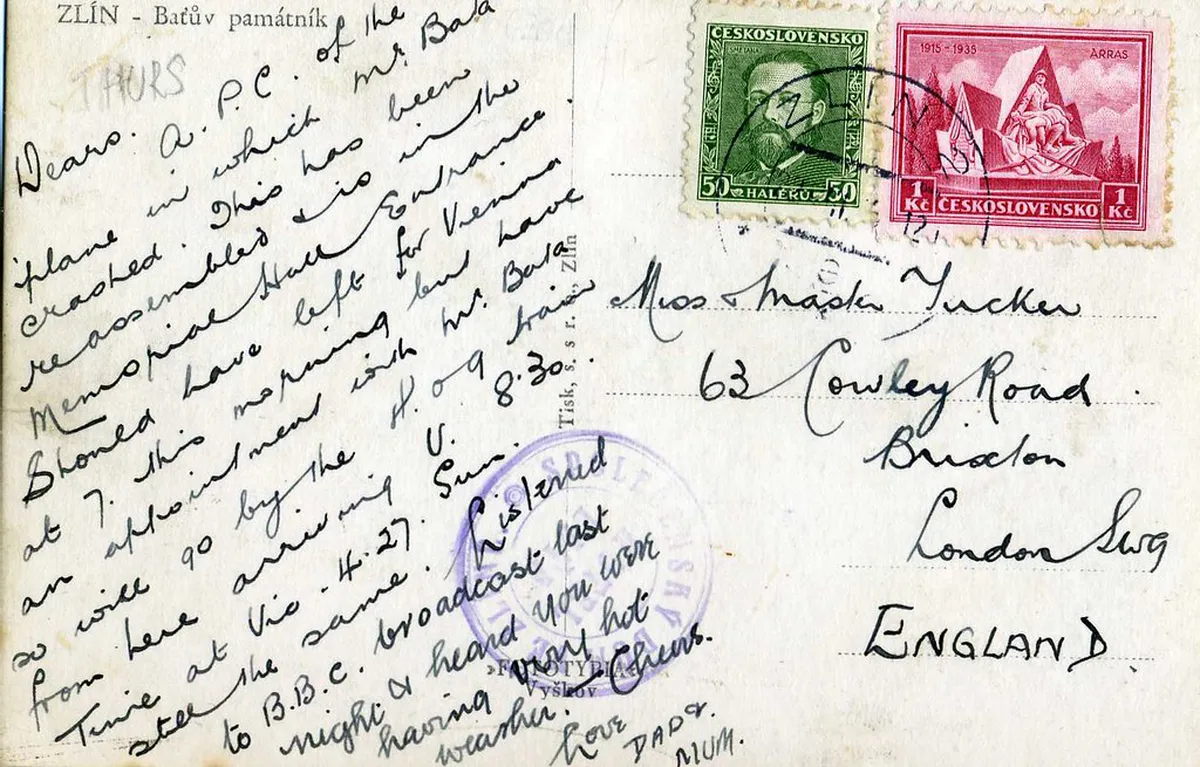 ZLÍN - Baťův památník
THURS
Dears. A. P.C. of the
'plane in which Mr. Bata
crashed. This has been
reassembled & is in the
Memorial Hall Entrance.
Should have left for Vienna
at 7. this morning but have
an appointment with Mr. Bata
so will go by the H. og train
from here arriving V. 8.30.
Time at Vic. 4.27. Sun.
still the same. Listened
to B.B.C. broadcast last
night & heard you were
having very hot
weather. Cheers.
Love DAD &
MUM.
Tisk, s. s r. o., Zlín
»FOTOTYPIA«
Vyškov
SPOLEČENSKÝ
ČESKOSLOVENSKO
SMETANA
50 HALÉŘŮ 50
1915-1935 ARRAS
1 Kč ČESKOSLOVENSKO 1 Kč
ZLÍN
Miss & Master Tucker
63 Cowley Road
Brixton
London SW9
ENGLAND.